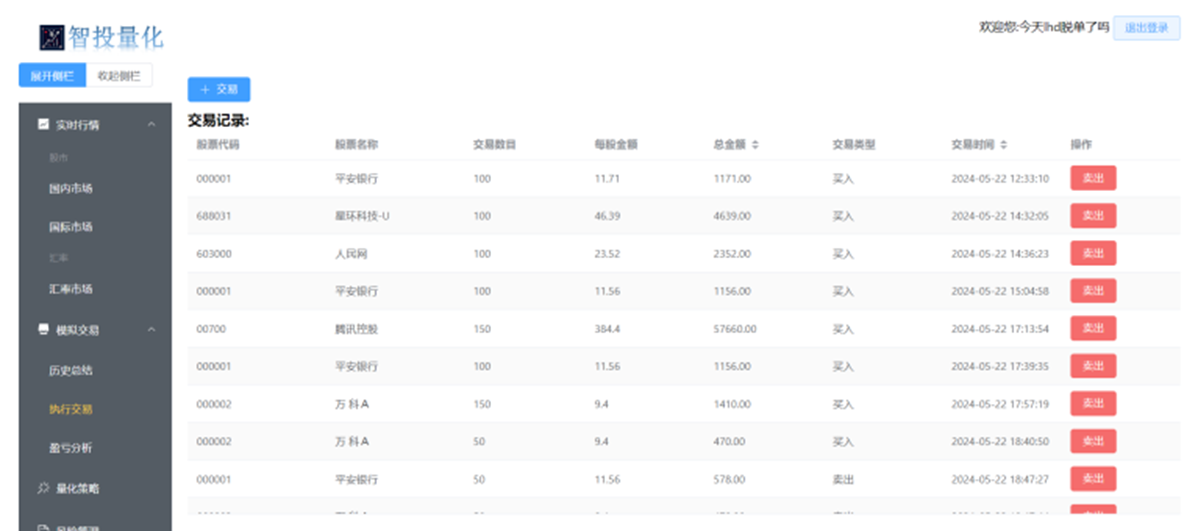 智投量化
欢迎您:今天lhd脱单了吗 退出登录
展开侧栏 收起侧栏
+ 交易
交易记录:
实时行情
股市
国内市场
国际市场
汇率
汇率市场
模拟交易
历史总结
执行交易
盈亏分析
量化策略
股票代码 股票名称 交易数目 每股金额 总金额 交易类型 交易时间 操作
000001 平安银行 100 11.71 1171.00 买入 2024-05-22 12:33:10 卖出
688031 星环科技-U 100 46.39 4639.00 买入 2024-05-22 14:32:05 卖出
603000 人民网 100 23.52 2352.00 买入 2024-05-22 14:36:23 卖出
000001 平安银行 100 11.56 1156.00 买入 2024-05-22 15:04:58 卖出
00700 腾讯控股 150 384.4 57660.00 买入 2024-05-22 17:13:54 卖出
000001 平安银行 100 11.56 1156.00 买入 2024-05-22 17:39:35 卖出
000002 万 科A 150 9.4 1410.00 买入 2024-05-22 17:57:19 卖出
000002 万 科A 50 9.4 470.00 买入 2024-05-22 18:40:50 卖出
000001 平安银行 50 11.56 578.00 卖出 2024-05-22 18:47:27 卖出